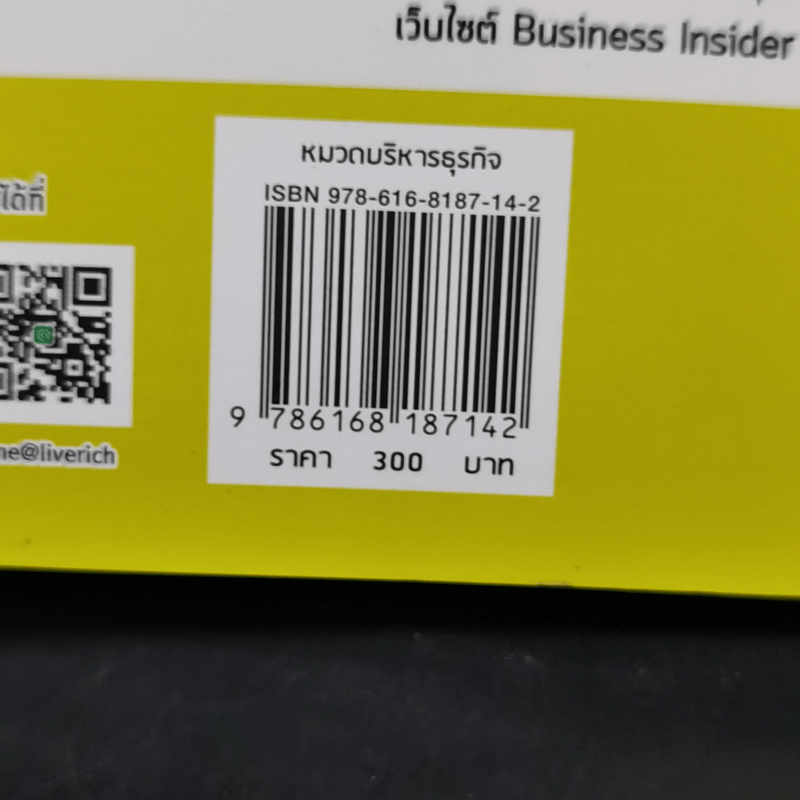 เว็บไซต์ Business Insider
ได้ที่
หมวดบริหารธุรกิจ
ISBN 978-616-8187-14-2
9 786168 187142
ราคา 300 บาท
ne@liverich